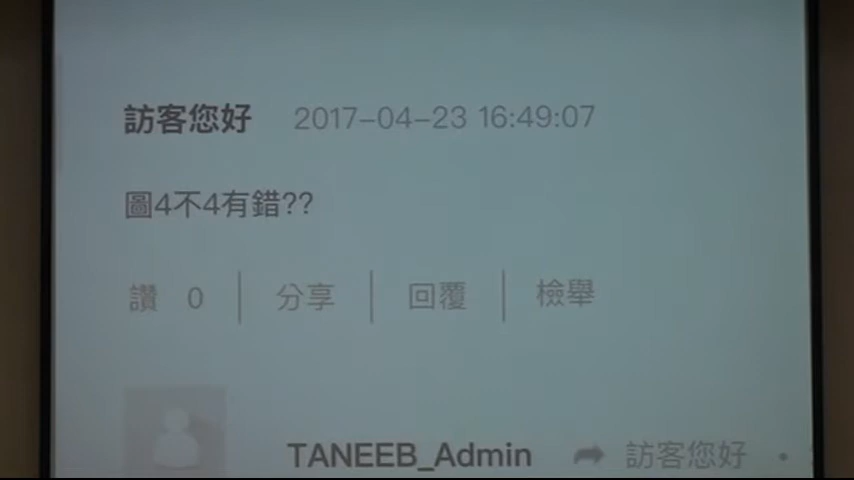 訪客您好 2017-04-23 16:49:07
圖4不4有錯??
讚 0 分享 回覆 檢舉
TANEEB_Admin 訪客您好